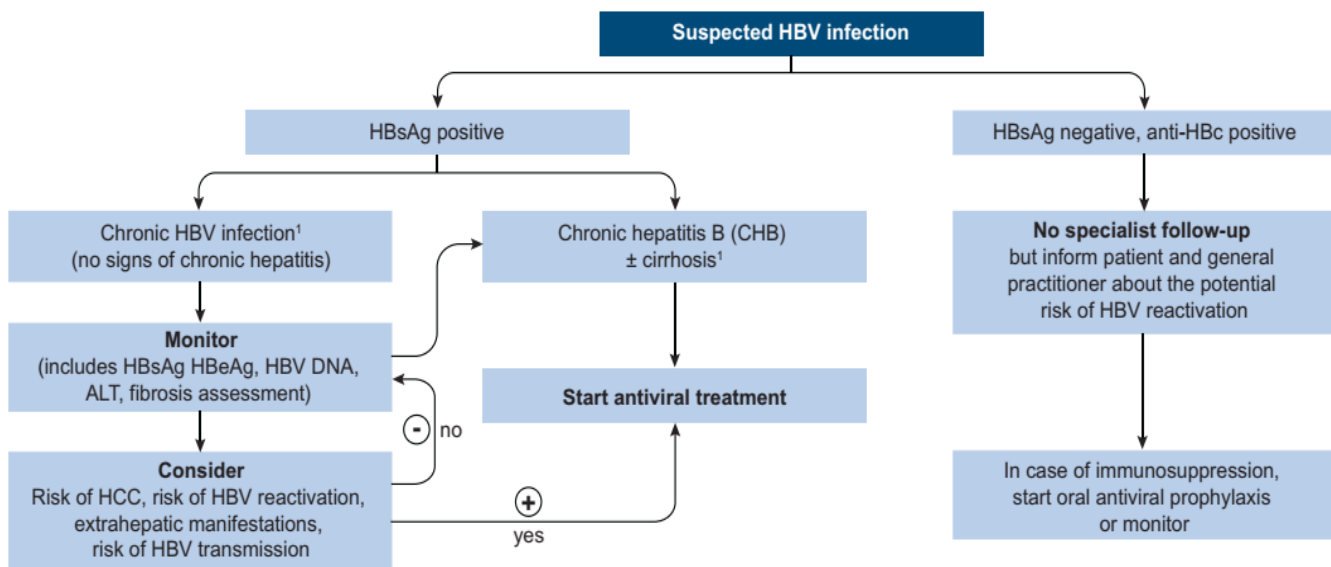 Suspected HBV infection
HBsAg positive
HBsAg negative, anti-HBc positive
Chronic HBV infection¹
(no signs of chronic hepatitis)
Chronic hepatitis B (CHB)
± cirrhosis¹
No specialist follow-up
but inform patient and general
practitioner about the potential
risk of HBV reactivation
Monitor
(includes HBsAg HBeAg, HBV DNA,
ALT, fibrosis assessment)
Start antiviral treatment
- no
Consider
Risk of HCC, risk of HBV reactivation,
extrahepatic manifestations,
risk of HBV transmission
+
yes
In case of immunosuppression,
start oral antiviral prophylaxis
or monitor